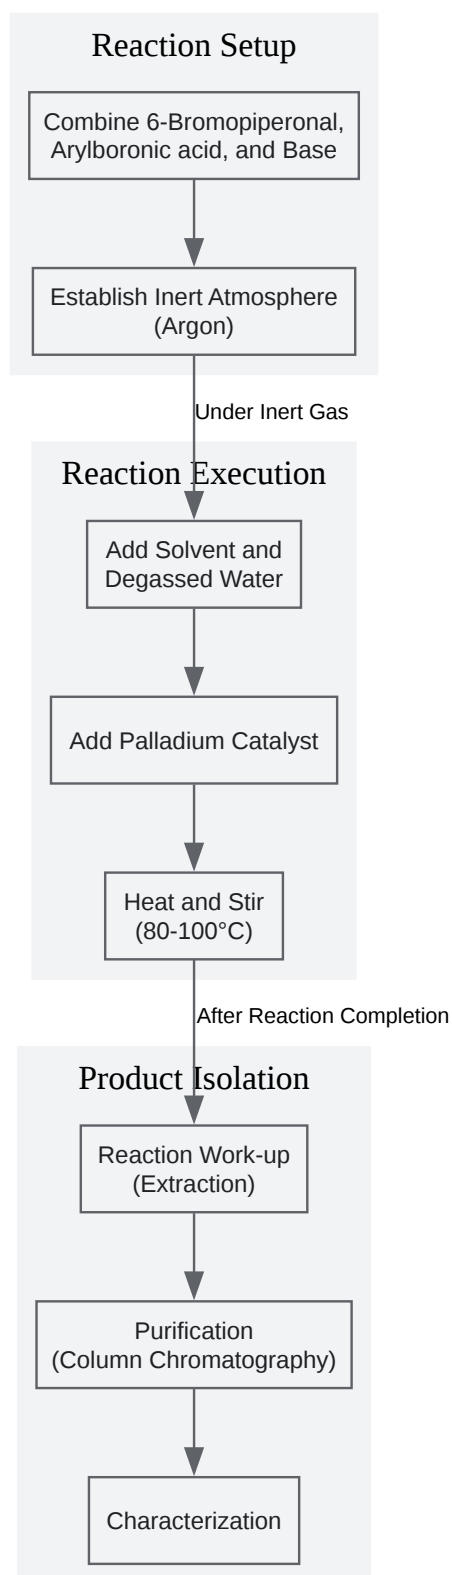 Reaction Setup
Combine 6-Bromopiperonal,
Arylboronic acid, and Base
Establish Inert Atmosphere
(Argon)
Under Inert Gas
Reaction Execution
Add Solvent and
Degassed Water
Add Palladium Catalyst
Heat and Stir
(80-100°C)
After Reaction Completion
Product Isolation
Reaction Work-up
(Extraction)
Purification
(Column Chromatography)
Characterization